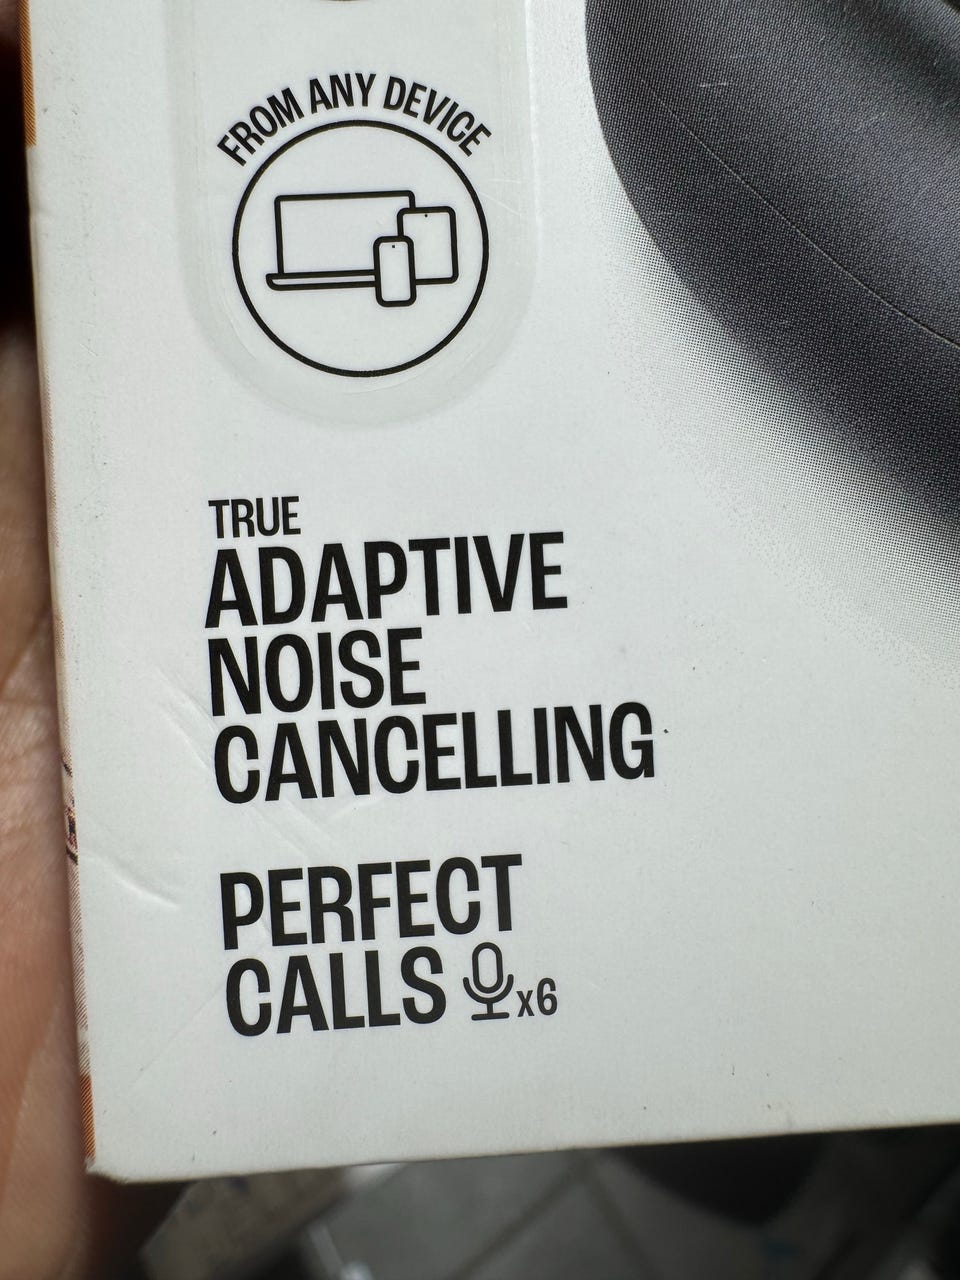 FROM ANY DEVICE
TRUE
ADAPTIVE
NOISE
CANCELLING
PERFECT
CALLS x6